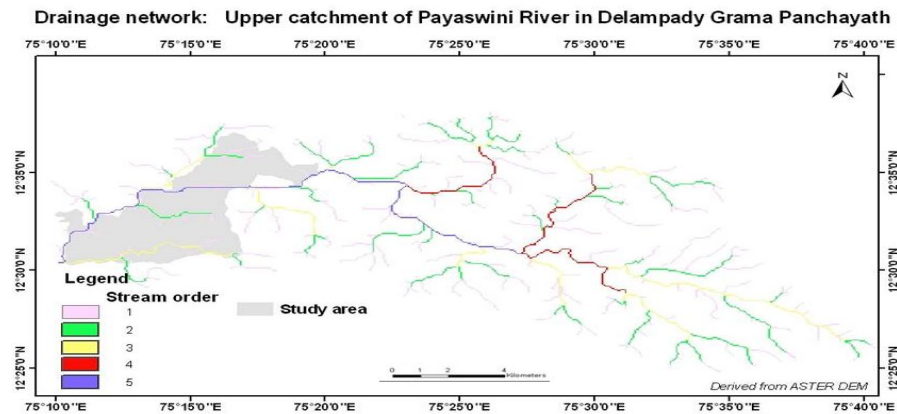 Drainage network: Upper catchment of Payaswini River in Delampady Grama Panchayath
75°10'0"E 75°15'0"E 75°20'0"E 75°25'0"E 75°30'0"E 75°35'0"E 75°40'0"E
N
12°35'0"N 12°35'0"N
12°30'0"N 12°30'0"N
12°25'0"N 12°25'0"N
Legend
Stream order
1
2
3
4
5
Study area
0 1 2 4
Kilometers
Derived from ASTER DEM
75°10'0"E 75°15'0"E 75°20'0"E 75°25'0"E 75°30'0"E 75°35'0"E 75°40'0"E